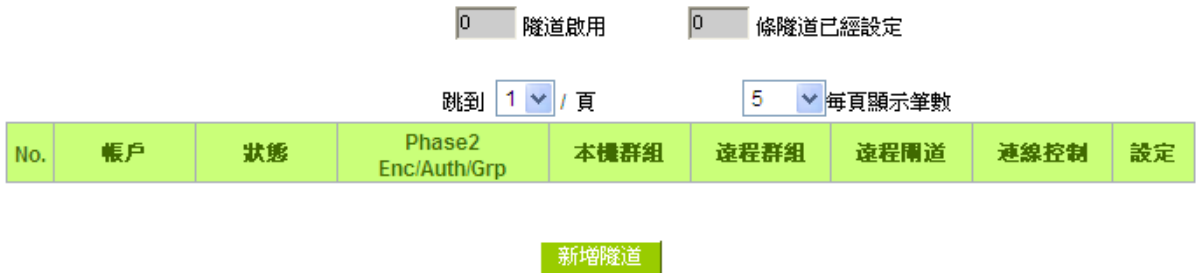 0 隧道啟用 0 條隧道已經設定
跳到 1 / 頁 5 每頁顯示筆數
No. 帳戶 狀態 Phase2 Enc/Auth/Grp 本機群組 遠程群組 遠程閘道 連線控制 設定
新增隧道